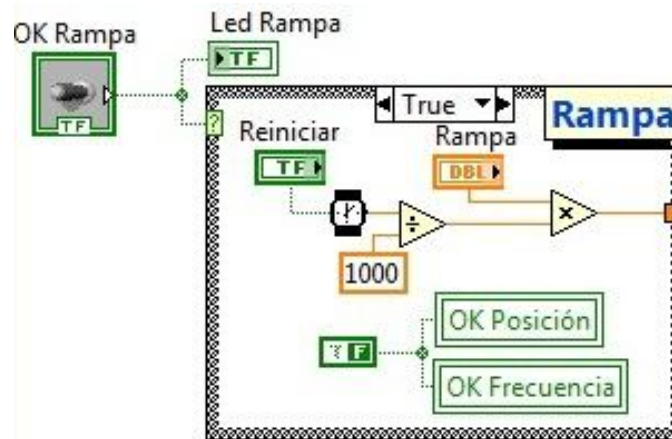 OK Rampa
TF
Led Rampa
TF
?
True
Rampa
Reiniciar
TF
Rampa
DBL
÷
×
1000
F
OK Posición
OK Frecuencia